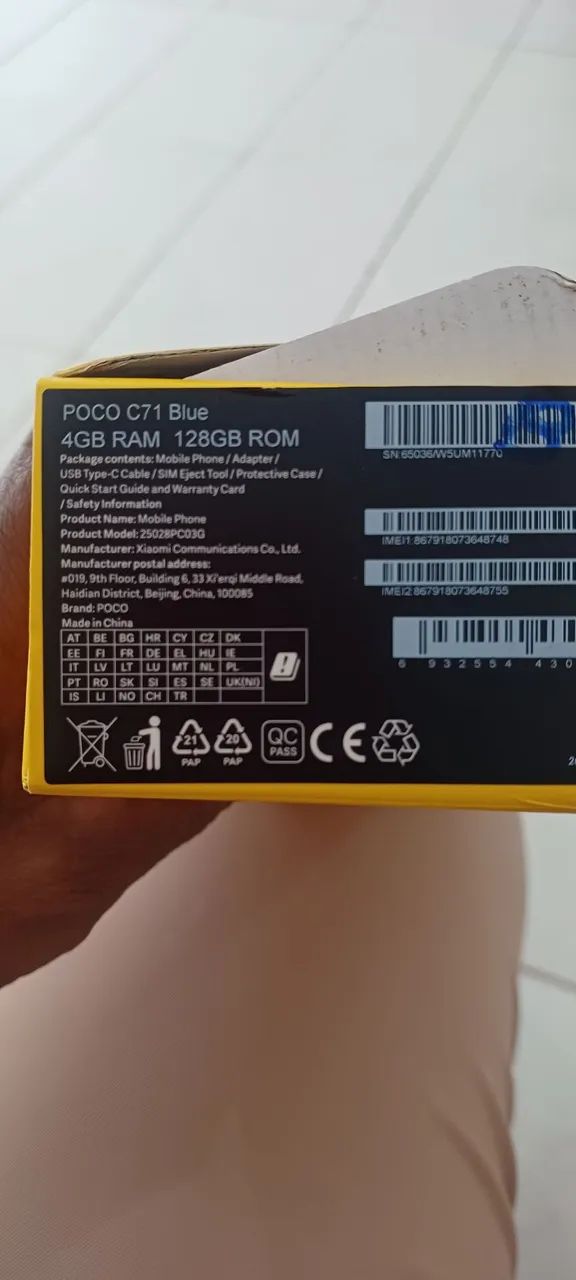 POCO C71 Blue
4GB RAM 128GB ROM
Package contents: Mobile Phone / Adapter /
USB Type-C Cable / SIM Eject Tool / Protective Case /
Quick Start Guide and Warranty Card
/ Safety Information
Product Name: Mobile Phone
Product Model: 25028PC03G
Manufacturer: Xiaomi Communications Co., Ltd.
Manufacturer postal address:
#019, 9th Floor, Building 6, 33 Xi'erqi Middle Road,
Haidian District, Beijing, China, 100085
Brand: POCO
Made in China
AT BE BG HR CY CZ DK
EE FI FR DE EL HU IE
IT LV LT LU MT NL PL
PT RO SK SI ES SE UK(NI)
IS LI NO CH TR
21 PAP
20 PAP
QC PASS
CE
SN:65036/W5UM11770
IMEI1:867918073648748
IMEI2:867918073648755
6 932554 430